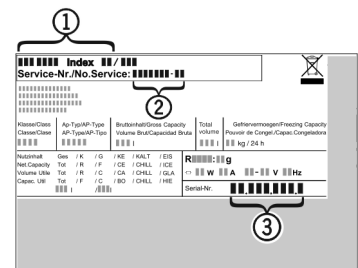 1
Index /
Service-Nr./No.Service: -
2
Klasse/Class Ap-Typ/AP-Type Bruttoinhalt/Gross Capacity Total Gefriervermoegen/Freezing Capacity
Classe/Clase AP-Type/AP-Tipo Volume Brut/Capacidad Bruta volume Pouvoir de Congel./Capac.Congeladora
l l kg / 24 h
Nutzinhalt Ges / K / G / KE / KALT / EIS
Net.Capacity Tot / R / F / CE / CHILL / ICE
Volume Utile Tot / R / C / CA / CHILL / GLA
Capac. Util Tot / F / C / BO / CHILL / HIE
l / l
R : g
W A - V Hz
Serial-Nr. . . .
3